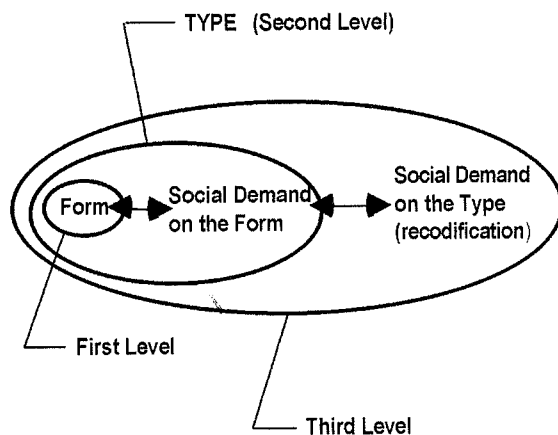 TYPE (Second Level)
Form
Social Demand
on the Form
Social Demand
on the Type
(recodification)
First Level
Third Level